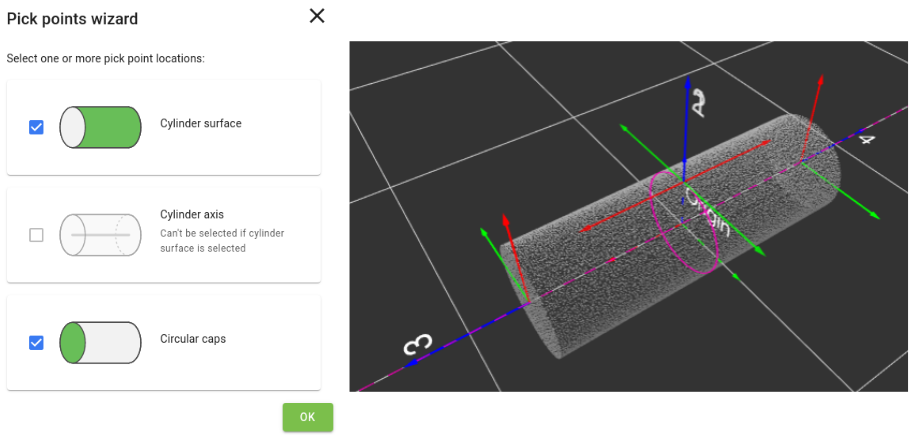 Pick points wizard
Select one or more pick point locations:
Cylinder surface
Cylinder axis
Can't be selected if cylinder
surface is selected
Circular caps
OK
2
4
Origin
3